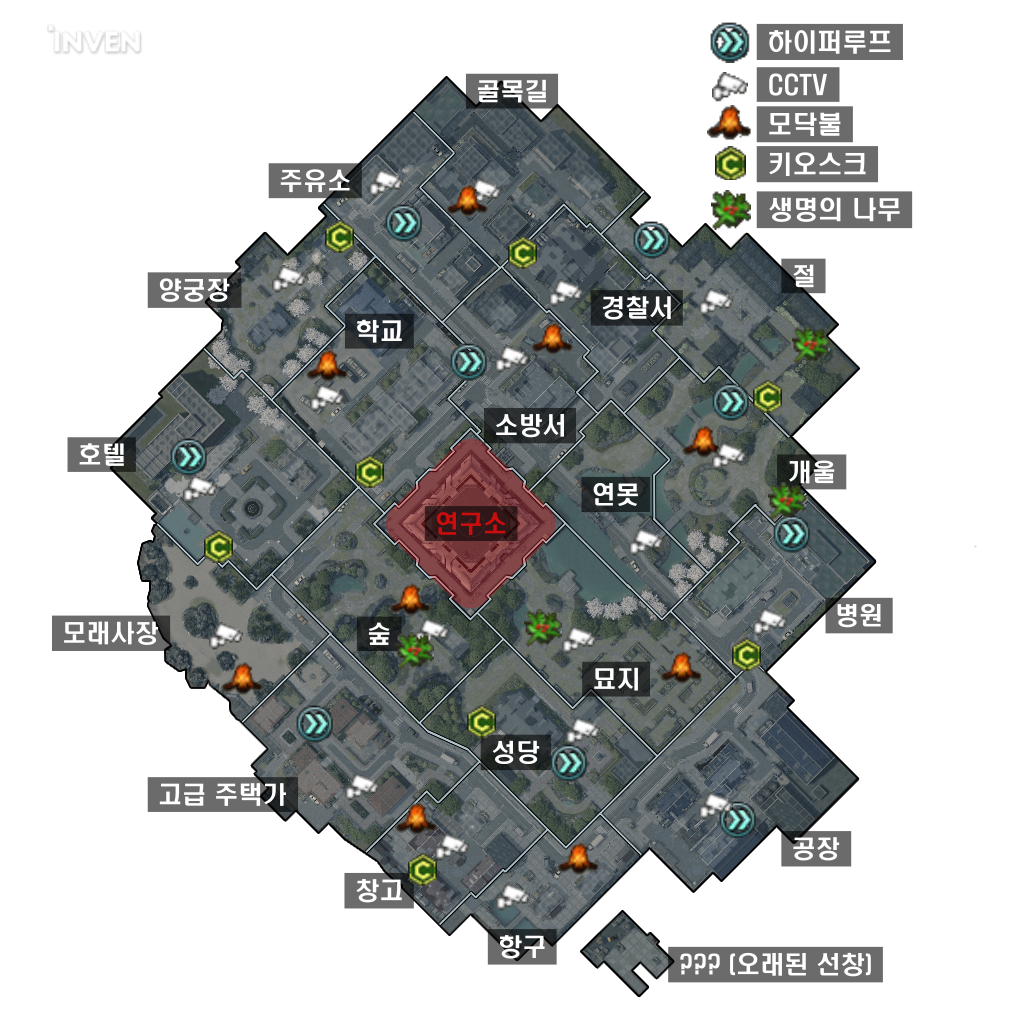 INVEN
하이퍼루프
CCTV
모닥불
키오스크
생명의 나무
골목길
주유소
절
양궁장
경찰서
학교
소방서
호텔
개울
연못
연구소
병원
모래사장
숲
묘지
성당
고급 주택가
공장
창고
항구
??? (오래된 선창)